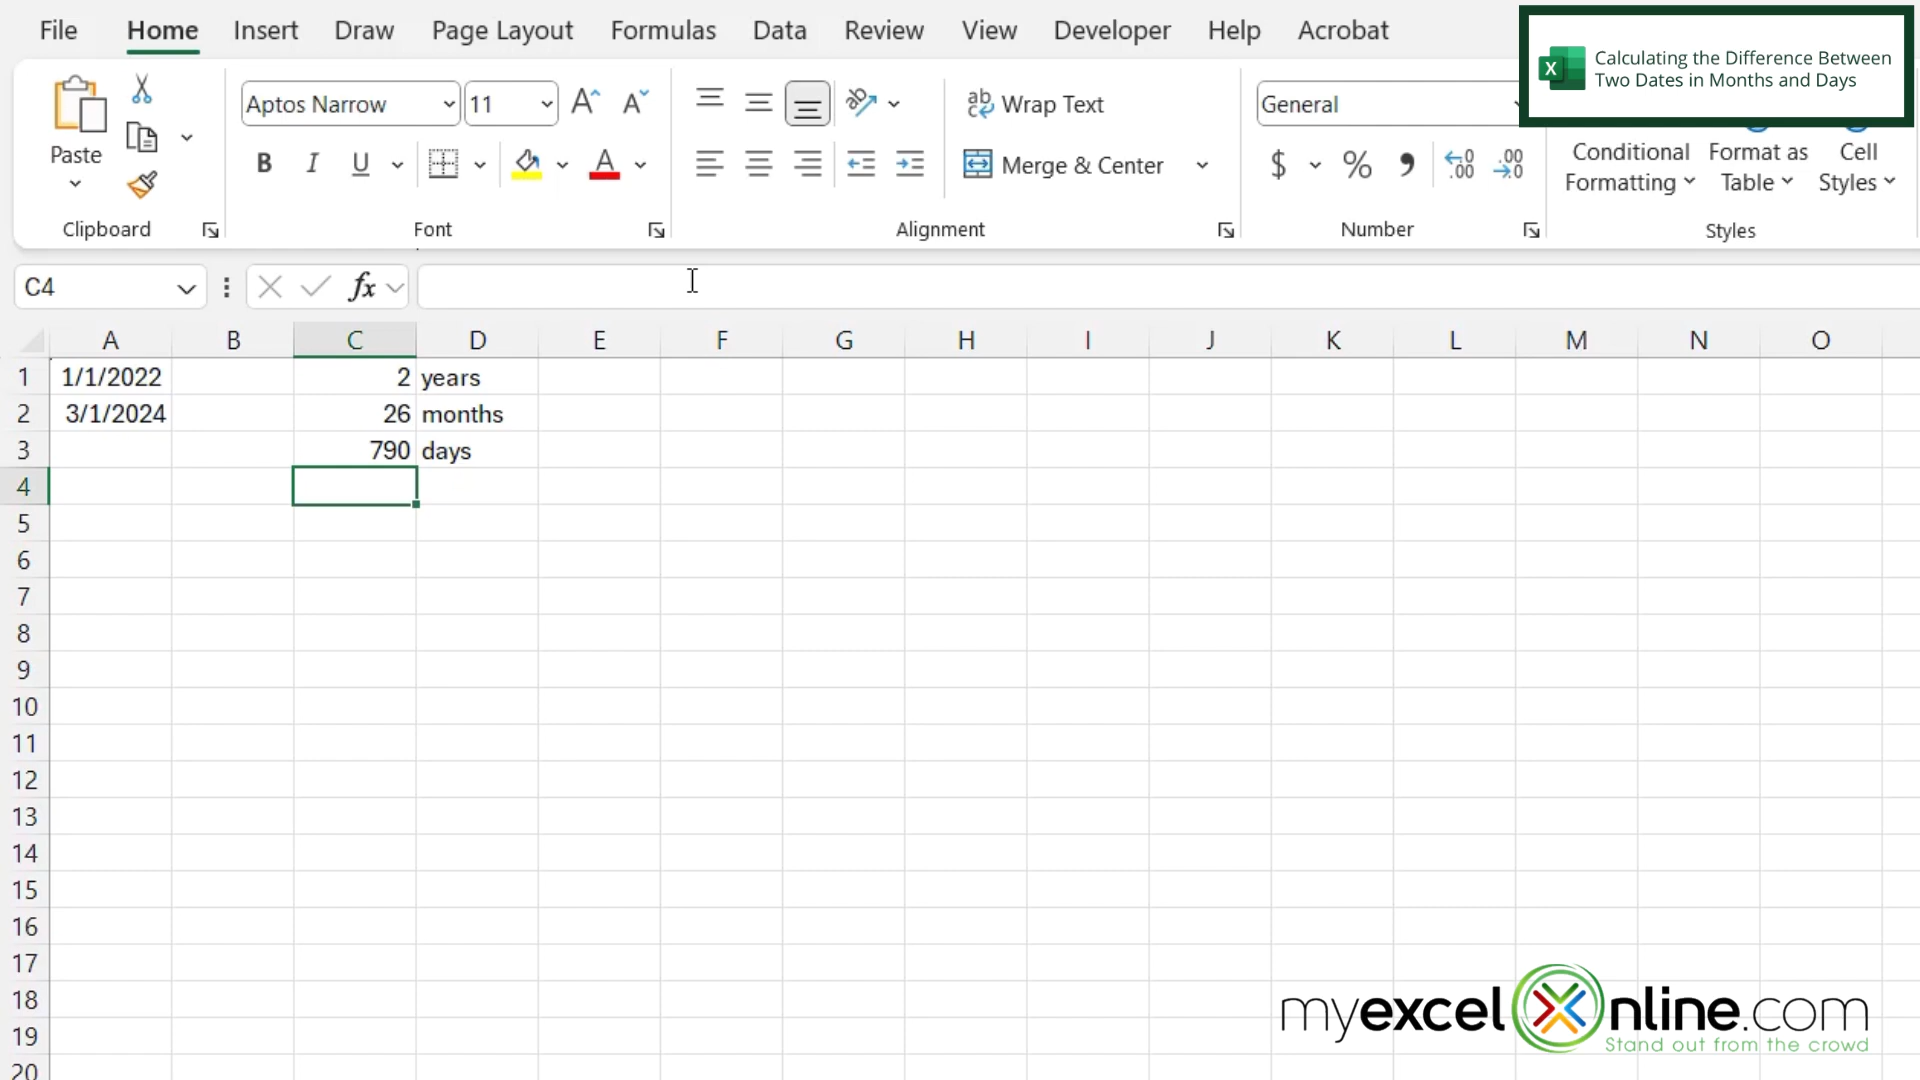 File Home Insert Draw Page Layout Formulas Data Review View Developer Help Acrobat
Calculating the Difference Between
Two Dates in Months and Days
Aptos Narrow 11 Wrap Text General
Paste
B I U Merge & Center $ % Conditional Formatting Format as Table Cell Styles
Clipboard Font Alignment Number Styles
C4 fx
A B C D E F G H I J K L M N O
1 1/1/2022 2 years
2 3/1/2024 26 months
3 790 days
4
5
6
7
8
9
10
11
12
13
14
15
16
17
18
19
20
myexcelonline.com
Stand out from the crowd